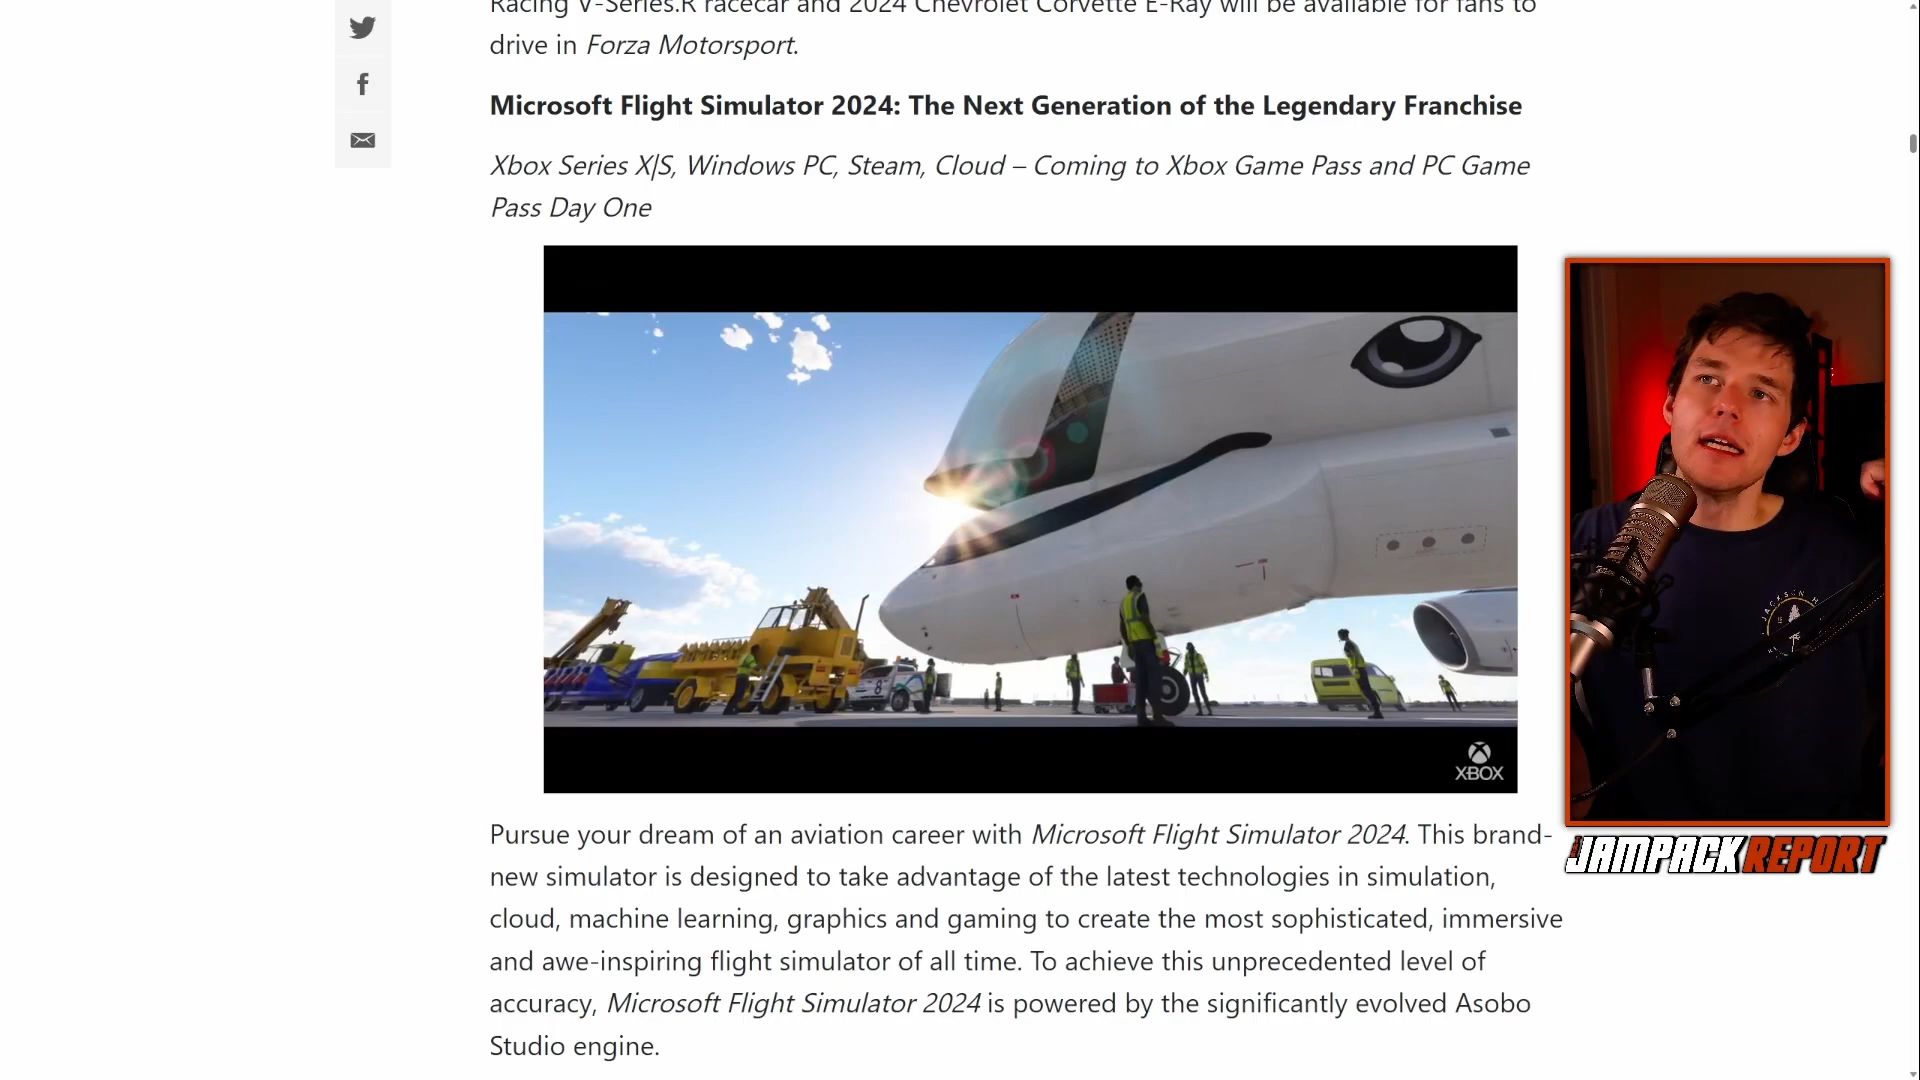 Racing V-Series.R racecar and 2024 Chevrolet Corvette E-Ray will be available for fans to
drive in Forza Motorsport.
Microsoft Flight Simulator 2024: The Next Generation of the Legendary Franchise
Xbox Series X|S, Windows PC, Steam, Cloud – Coming to Xbox Game Pass and PC Game
Pass Day One
8
XBOX
JACKSON H
JAMPACK REPORT
Pursue your dream of an aviation career with Microsoft Flight Simulator 2024. This brand-
new simulator is designed to take advantage of the latest technologies in simulation,
cloud, machine learning, graphics and gaming to create the most sophisticated, immersive
and awe-inspiring flight simulator of all time. To achieve this unprecedented level of
accuracy, Microsoft Flight Simulator 2024 is powered by the significantly evolved Asobo
Studio engine.